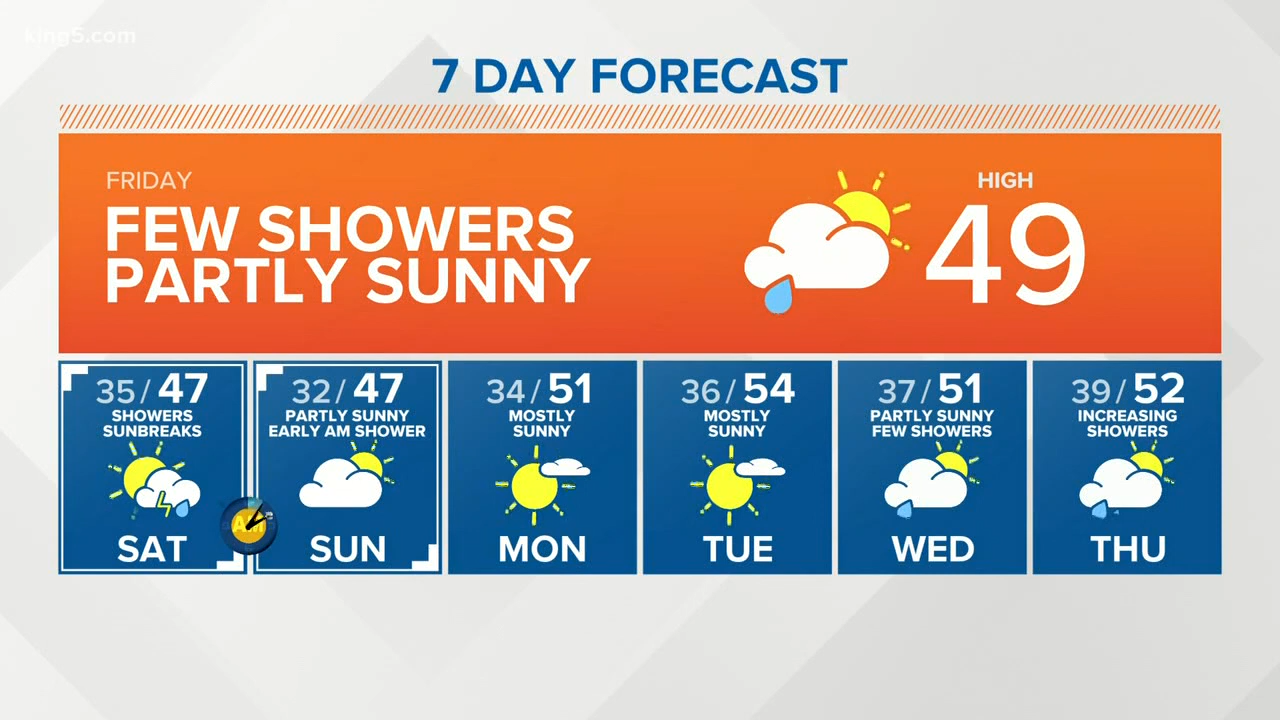 king5.com
7 DAY FORECAST
FRIDAY
FEW SHOWERS
PARTLY SUNNY
HIGH
49
35 / 47
SHOWERS
SUNBREAKS
SAT
AM
32 / 47
PARTLY SUNNY
EARLY AM SHOWER
SUN
34 / 51
MOSTLY
SUNNY
MON
36 / 54
MOSTLY
SUNNY
TUE
37 / 51
PARTLY SUNNY
FEW SHOWERS
WED
39 / 52
INCREASING
SHOWERS
THU